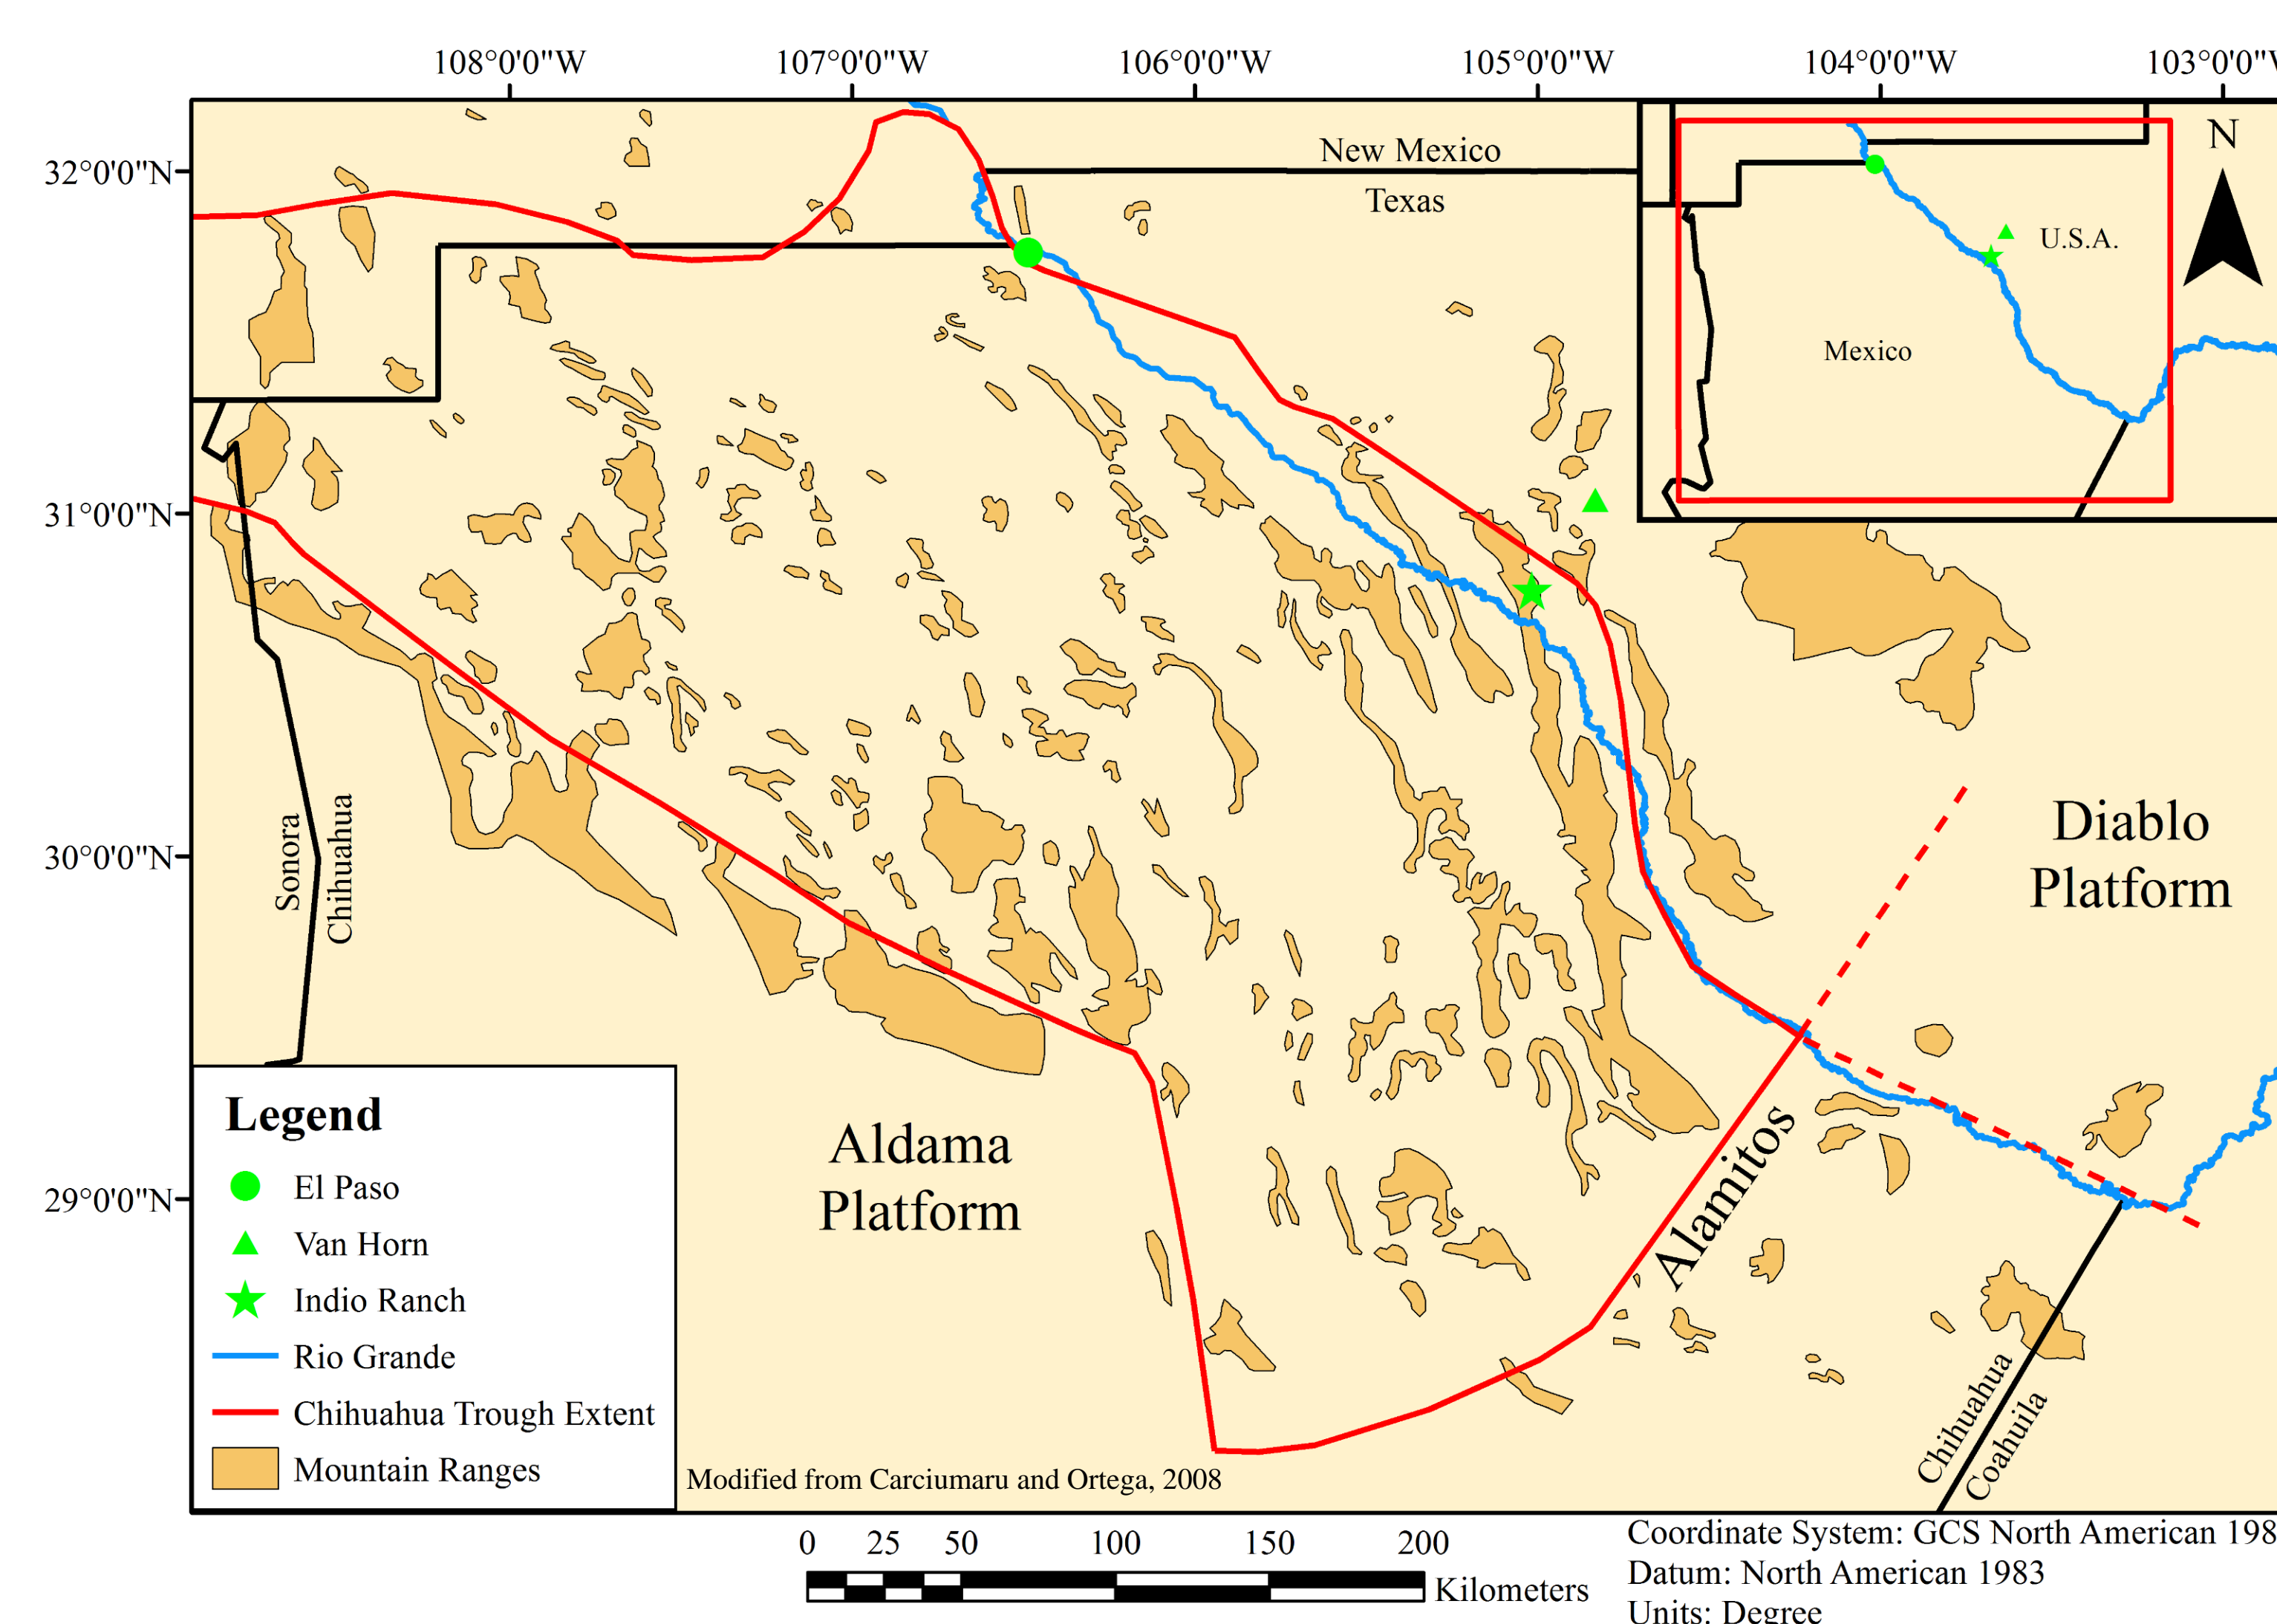 108°0'0"W
107°0'0"W
106°0'0"W
105°0'0"W
104°0'0"W
103°0'0"W
32°0'0"N
31°0'0"N
30°0'0"N
29°0'0"N
New Mexico
Texas
N
U.S.A.
Mexico
Sonora
Chihuahua
Diablo
Platform
Aldama
Platform
Alamitos
Chihuahua
Coahuila
Legend
El Paso
Van Horn
Indio Ranch
Rio Grande
Chihuahua Trough Extent
Mountain Ranges
Modified from Carciumaru and Ortega, 2008
0 25 50 100 150 200
Kilometers
Coordinate System: GCS North American 198
Datum: North American 1983
Units: Degree